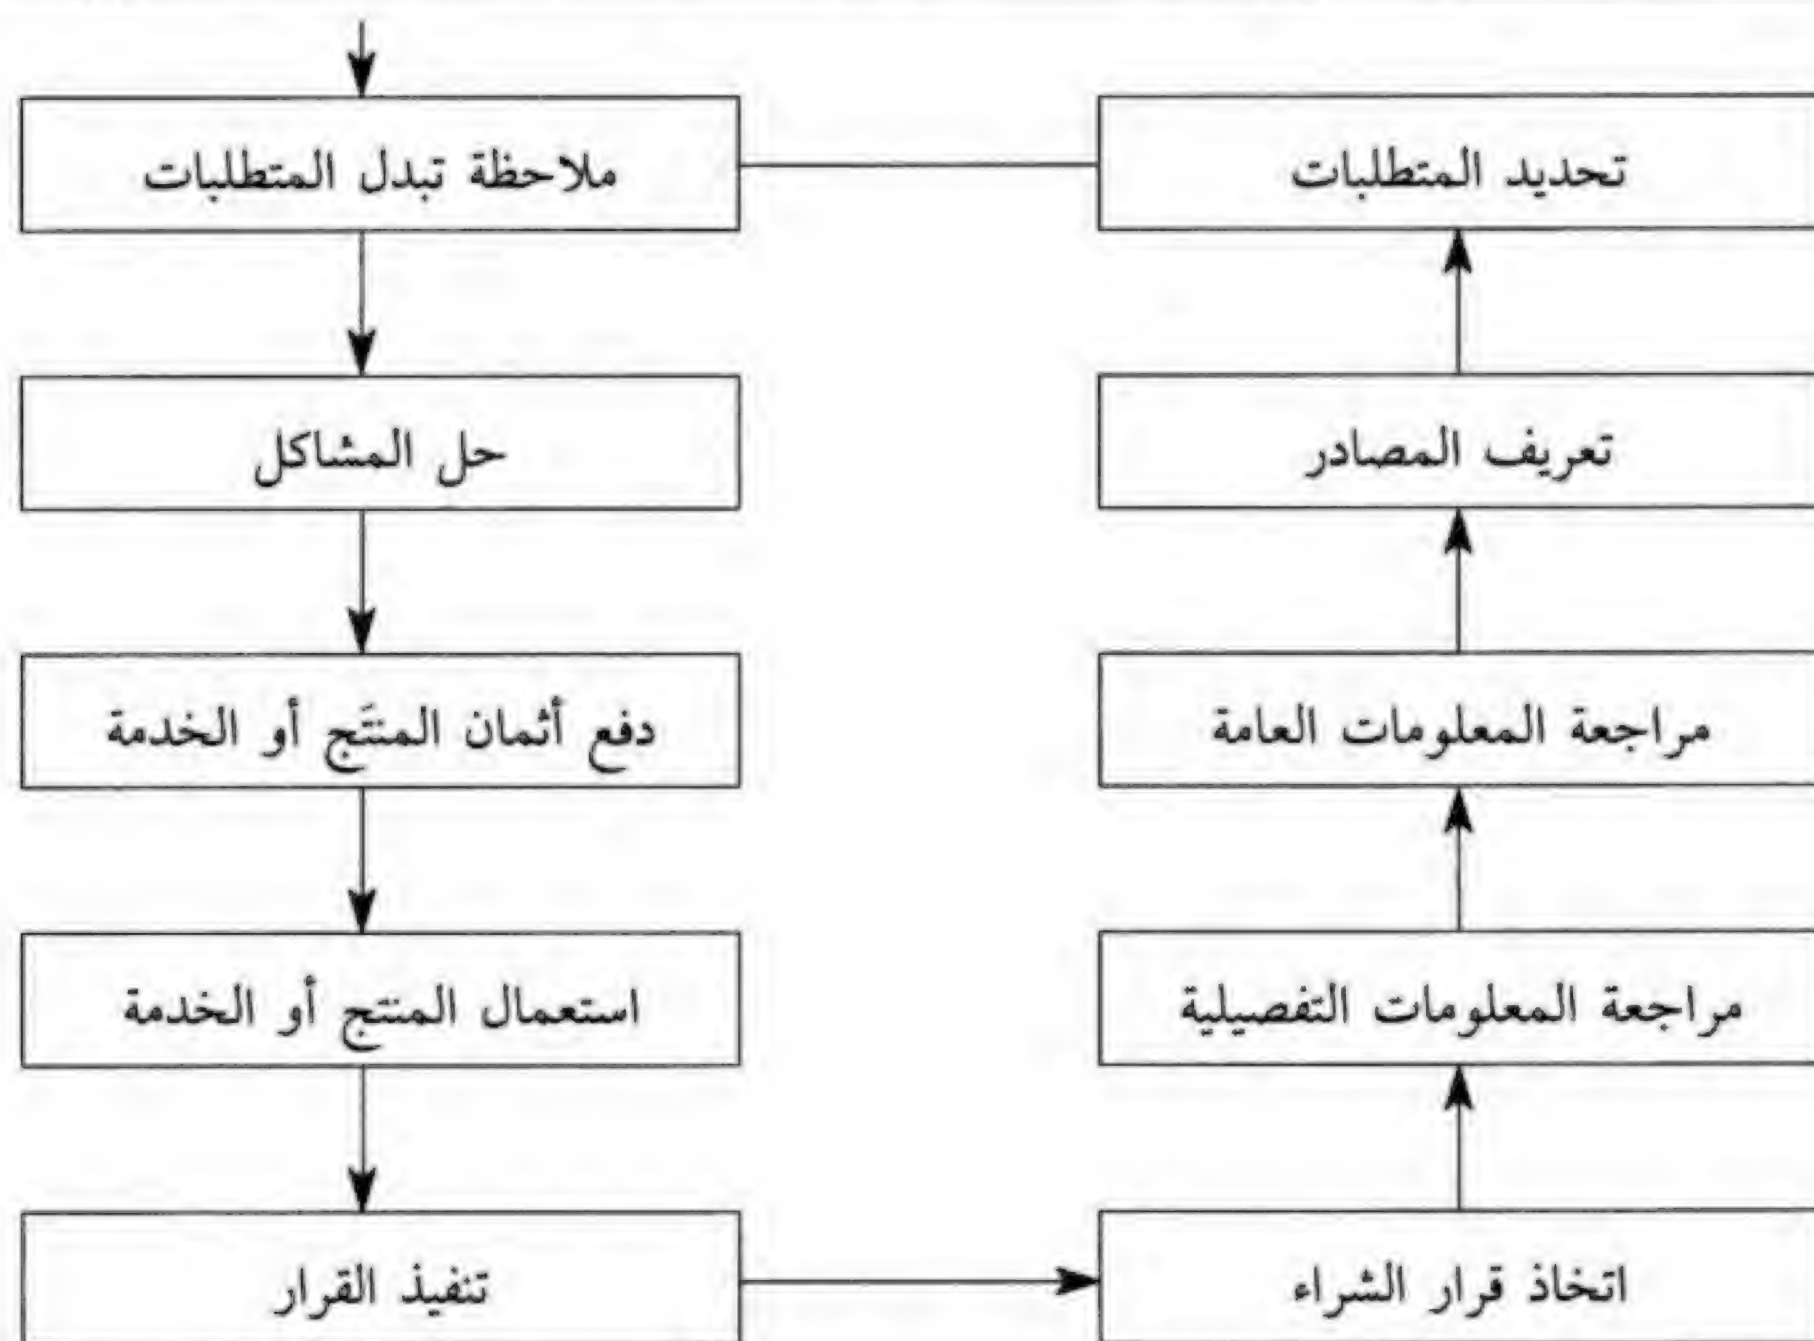 تحديد المتطلبات
ملاحظة تبدل المتطلبات
تعريف المصادر
حل المشاكل
مراجعة المعلومات العامة
دفع أثمان المنتَج أو الخدمة
مراجعة المعلومات التفصيلية
استعمال المنتج أو الخدمة
اتخاذ قرار الشراء
تنفيذ القرار